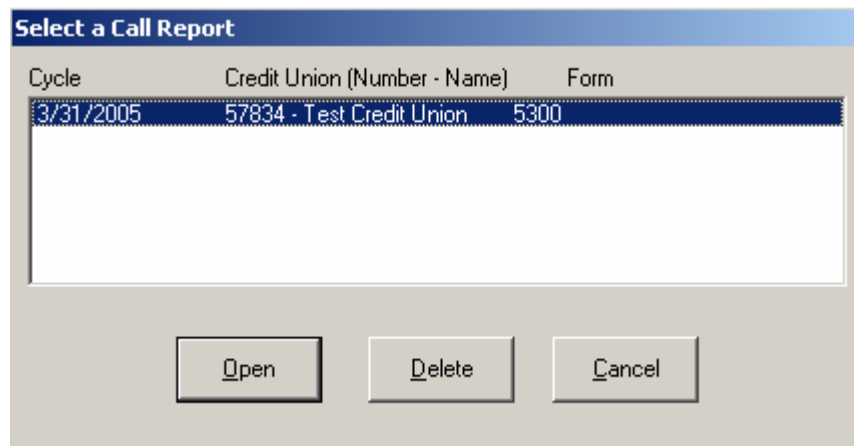 Select a Call Report
Cycle Credit Union (Number - Name) Form
3/31/2005 57834 - Test Credit Union 5300
Open Delete Cancel